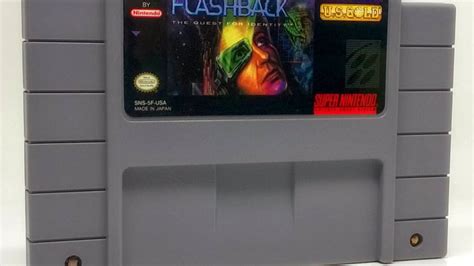 BY
Nintendo
FLASHBACK
THE QUEST FOR IDENTITY
U.S. GOLD
SNS-5F-USA
MADE IN JAPAN
SUPER NINTENDO